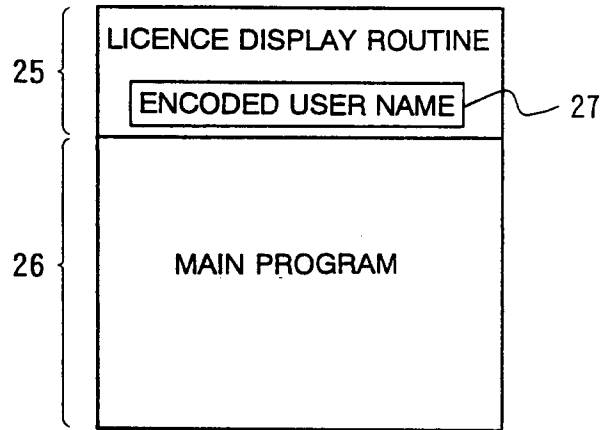 LICENCE DISPLAY ROUTINE
25
ENCODED USER NAME
27
26
MAIN PROGRAM